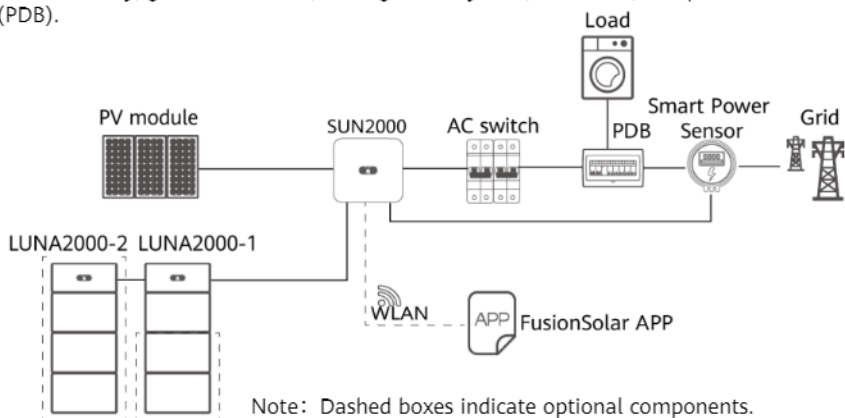 (PDB).
Load
PV module
SUN2000
AC switch
PDB
Smart Power
Sensor
Grid
LUNA2000-2
LUNA2000-1
WLAN
APP
FusionSolar APP
Note: Dashed boxes indicate optional components.